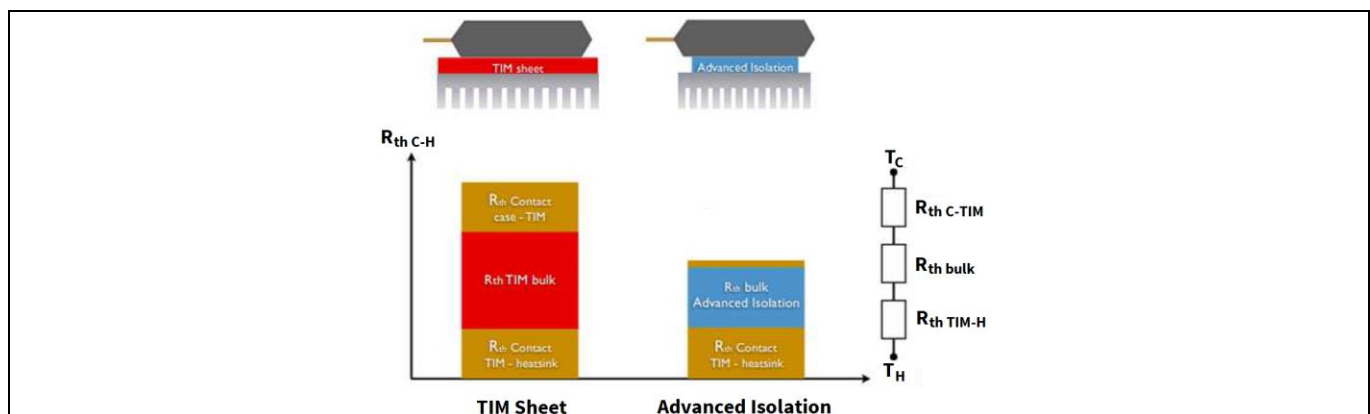 TIM sheet
Advanced Isolation
R th C-H
Rth Contact
case - TIM
Rth TIM bulk
Rth Contact
TIM - heatsink
Rth bulk
Advanced Isolation
Rth Contact
TIM - heatsink
TC
Rth C-TIM
Rth bulk
Rth TIM-H
TH
TIM Sheet
Advanced Isolation